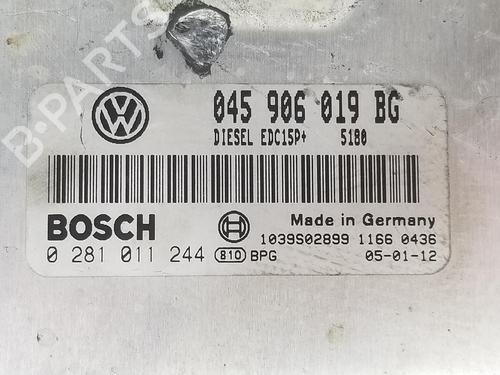 B-PARTS
045 906 019 BG
DIESEL EDC15P+ 5180
BOSCH
Made in Germany
0 281 011 244 810 BPG
1039S02899 1166 0436
05-01-12